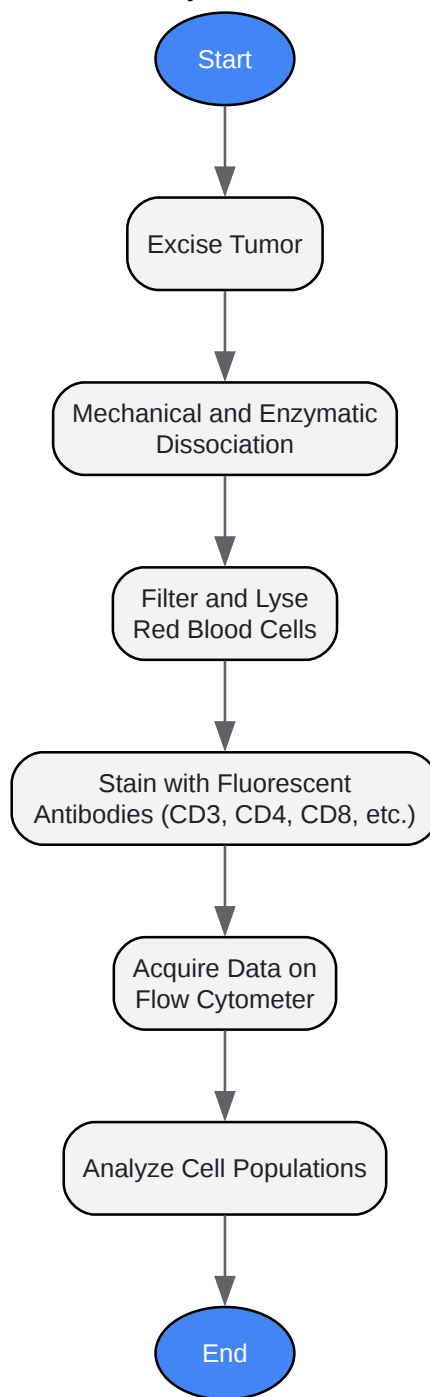 Start
Excise Tumor
Mechanical and Enzymatic
Dissociation
Filter and Lyse
Red Blood Cells
Stain with Fluorescent
Antibodies (CD3, CD4, CD8, etc.)
Acquire Data on
Flow Cytometer
Analyze Cell Populations
End